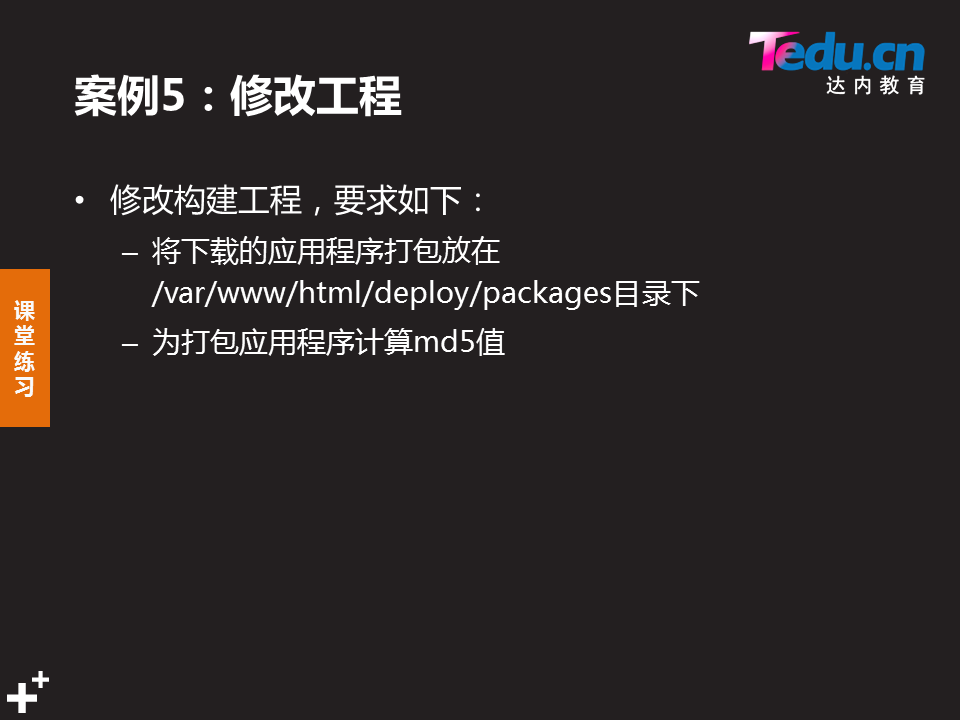 Tedu.cn
达内教育
案例5：修改工程
• 修改构建工程，要求如下：
– 将下载的应用程序打包放在
/var/www/html/deploy/packages目录下
– 为打包应用程序计算md5值
课
堂
练
习